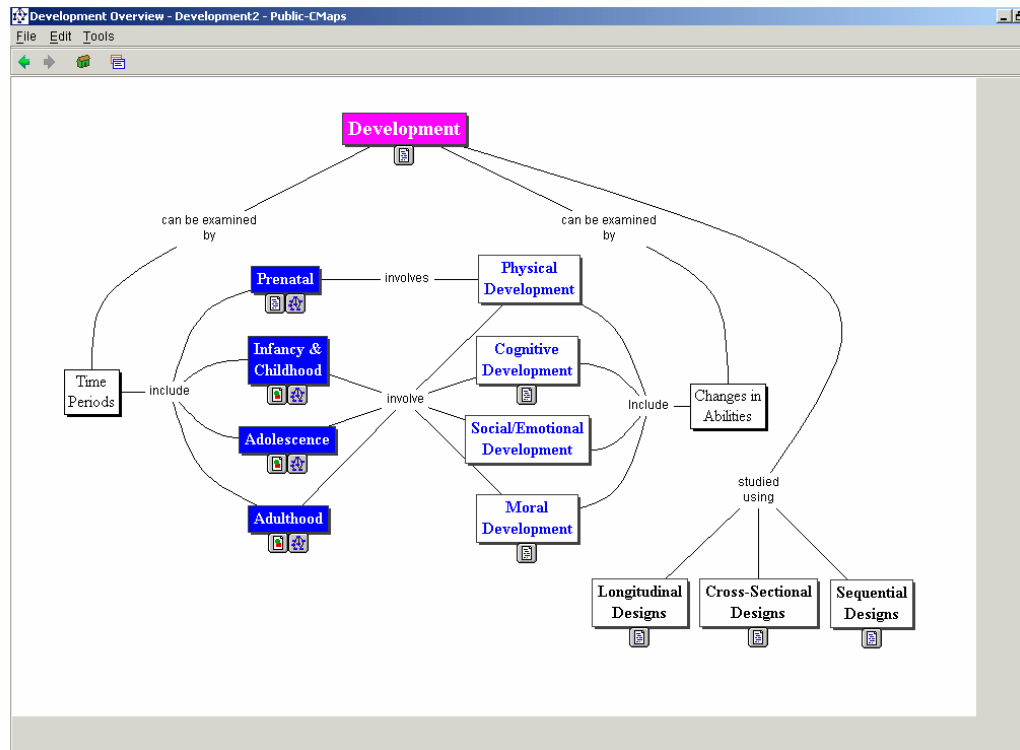 Development Overview - Development2 - Public-CMaps
File Edit Tools
Development
can be examined
by
can be examined
by
Prenatal
involves
Physical
Development
Infancy &
Childhood
Cognitive
Development
Time
Periods
include
involve
Include
Changes in
Abilities
Adolescence
Social/Emotional
Development
Adulthood
Moral
Development
studied
using
Longitudinal
Designs
Cross-Sectional
Designs
Sequential
Designs